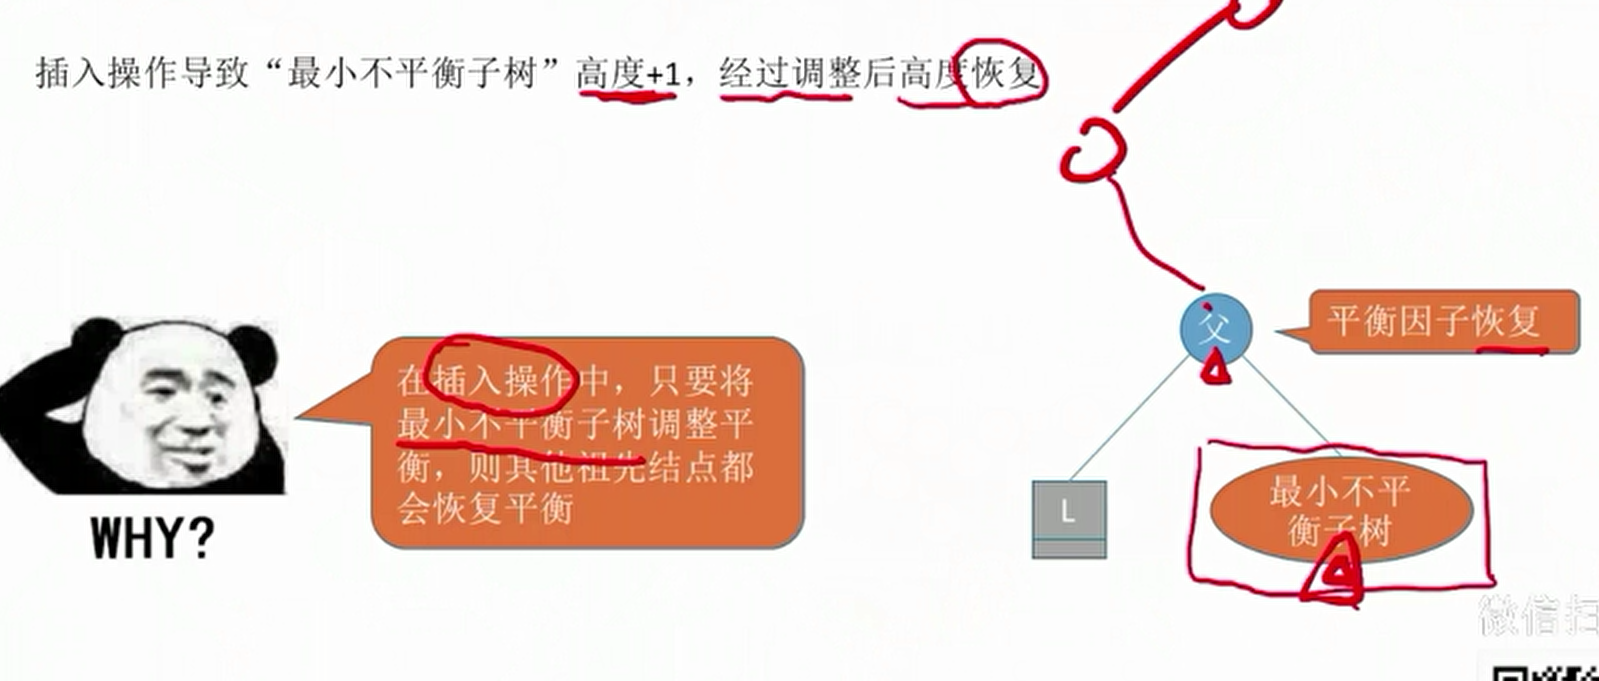 插入操作导致“最小不平衡子树”高度+1，经过调整后高度恢复
父
平衡因子恢复
在插入操作中，只要将
最小不平衡子树调整平
衡，则其他祖先结点都
会恢复平衡
L
最小不平
衡子树
WHY?
微信扫